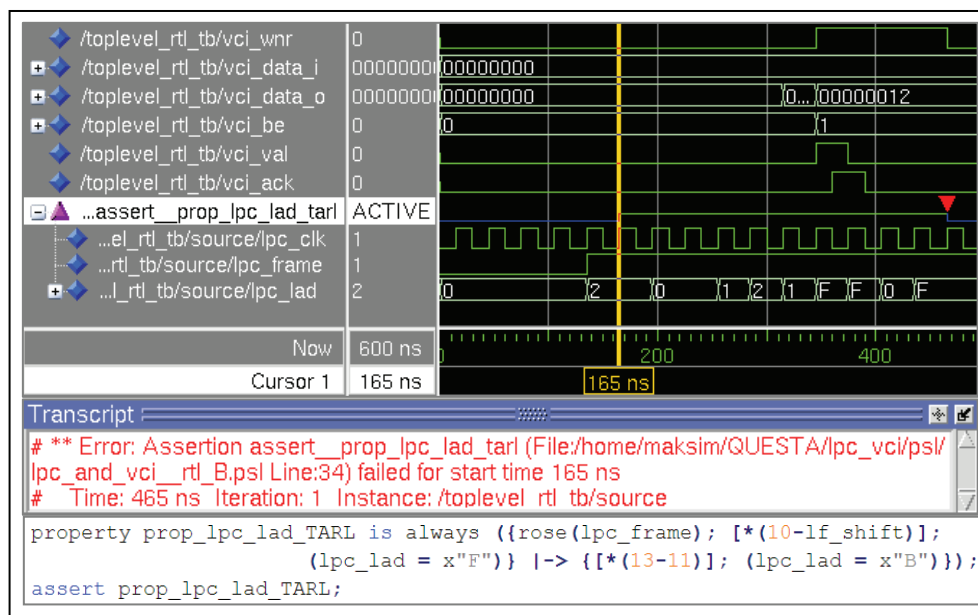 /toplevel_rtl_tb/vci_wnr 0
/toplevel_rtl_tb/vci_data_i 00000000 00000000
/toplevel_rtl_tb/vci_data_o 00000000 00000000 0... 00000012
/toplevel_rtl_tb/vci_be 0 0 1
/toplevel_rtl_tb/vci_val 0
/toplevel_rtl_tb/vci_ack 0
...assert__prop_lpc_lad_tarl ACTIVE
...el_rtl_tb/source/lpc_clk 1
...rtl_tb/source/lpc_frame 1
...l_rtl_tb/source/lpc_lad 2 0 2 0 1 2 1 F F 0 F
Now 600 ns 0 200 400
Cursor 1 165 ns 165 ns
Transcript
# ** Error: Assertion assert__prop_lpc_lad_tarl (File:/home/maksim/QUESTA/lpc_vci/psl/
lpc_and_vci__rtl_B.psl Line:34) failed for start time 165 ns
# Time: 465 ns Iteration: 1 Instance: /toplevel_rtl_tb/source
property prop_lpc_lad_TARL is always ({rose(lpc_frame); [*(10-lf_shift)];
(lpc_lad = x"F")} |-> {[*(13-11)]; (lpc_lad = x"B")});
assert prop_lpc_lad_TARL;